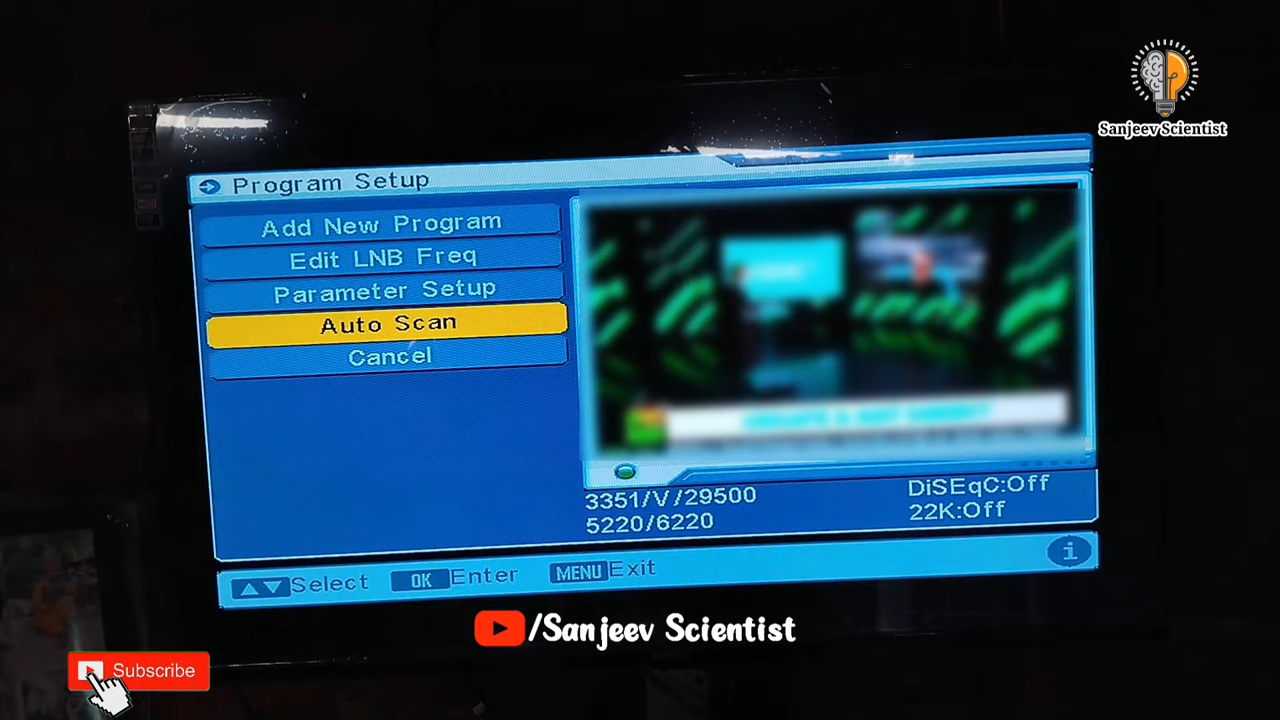 Sanjeev Scientist
Program Setup
Add New Program
Edit LNB Freq
Parameter Setup
Auto Scan
Cancel
3351/V/29500
5220/6220
DiSEqC:Off
22K:Off
Select OK Enter MENU Exit
i
/Sanjeev Scientist
Subscribe